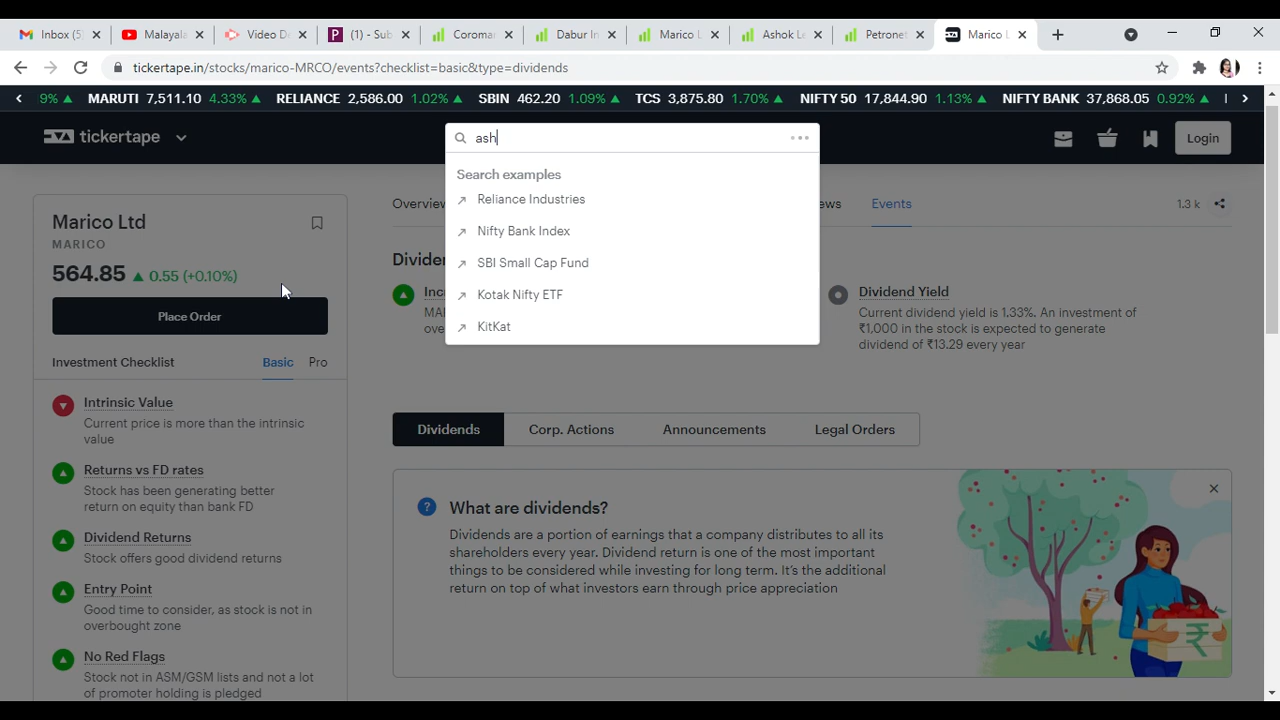 Inbox (5
Malayala
Video D
(1) - Sub
Coroman
Dabur In
Marico L
Ashok Le
Petronet
Marico L
tickertape.in/stocks/marico-MRCO/events?checklist=basic&type=dividends
9% ▲ MARUTI 7,511.10 4.33% ▲ RELIANCE 2,586.00 1.02% ▲ SBIN 462.20 1.09% ▲ TCS 3,875.80 1.70% ▲ NIFTY 50 17,844.90 1.13% ▲ NIFTY BANK 37,868.05 0.92% ▲
tickertape
ash
Login
Search examples
Reliance Industries
Nifty Bank Index
SBI Small Cap Fund
Kotak Nifty ETF
KitKat
Marico Ltd
MARICO
564.85 ▲ 0.55 (+0.10%)
Place Order
Investment Checklist Basic Pro
Intrinsic Value
Current price is more than the intrinsic
value
Returns vs FD rates
Stock has been generating better
return on equity than bank FD
Dividend Returns
Stock offers good dividend returns
Entry Point
Good time to consider, as stock is not in
overbought zone
No Red Flags
Stock not in ASM/GSM lists and not a lot
of promoter holding is pledged
Overview
ews
Events
1.3 k
Divide
Inc
MA
ove
Dividend Yield
Current dividend yield is 1.33%. An investment of
₹1,000 in the stock is expected to generate
dividend of ₹13.29 every year
Dividends Corp. Actions Announcements Legal Orders
What are dividends?
Dividends are a portion of earnings that a company distributes to all its
shareholders every year. Dividend return is one of the most important
things to be considered while investing for long term. It's the additional
return on top of what investors earn through price appreciation
₹